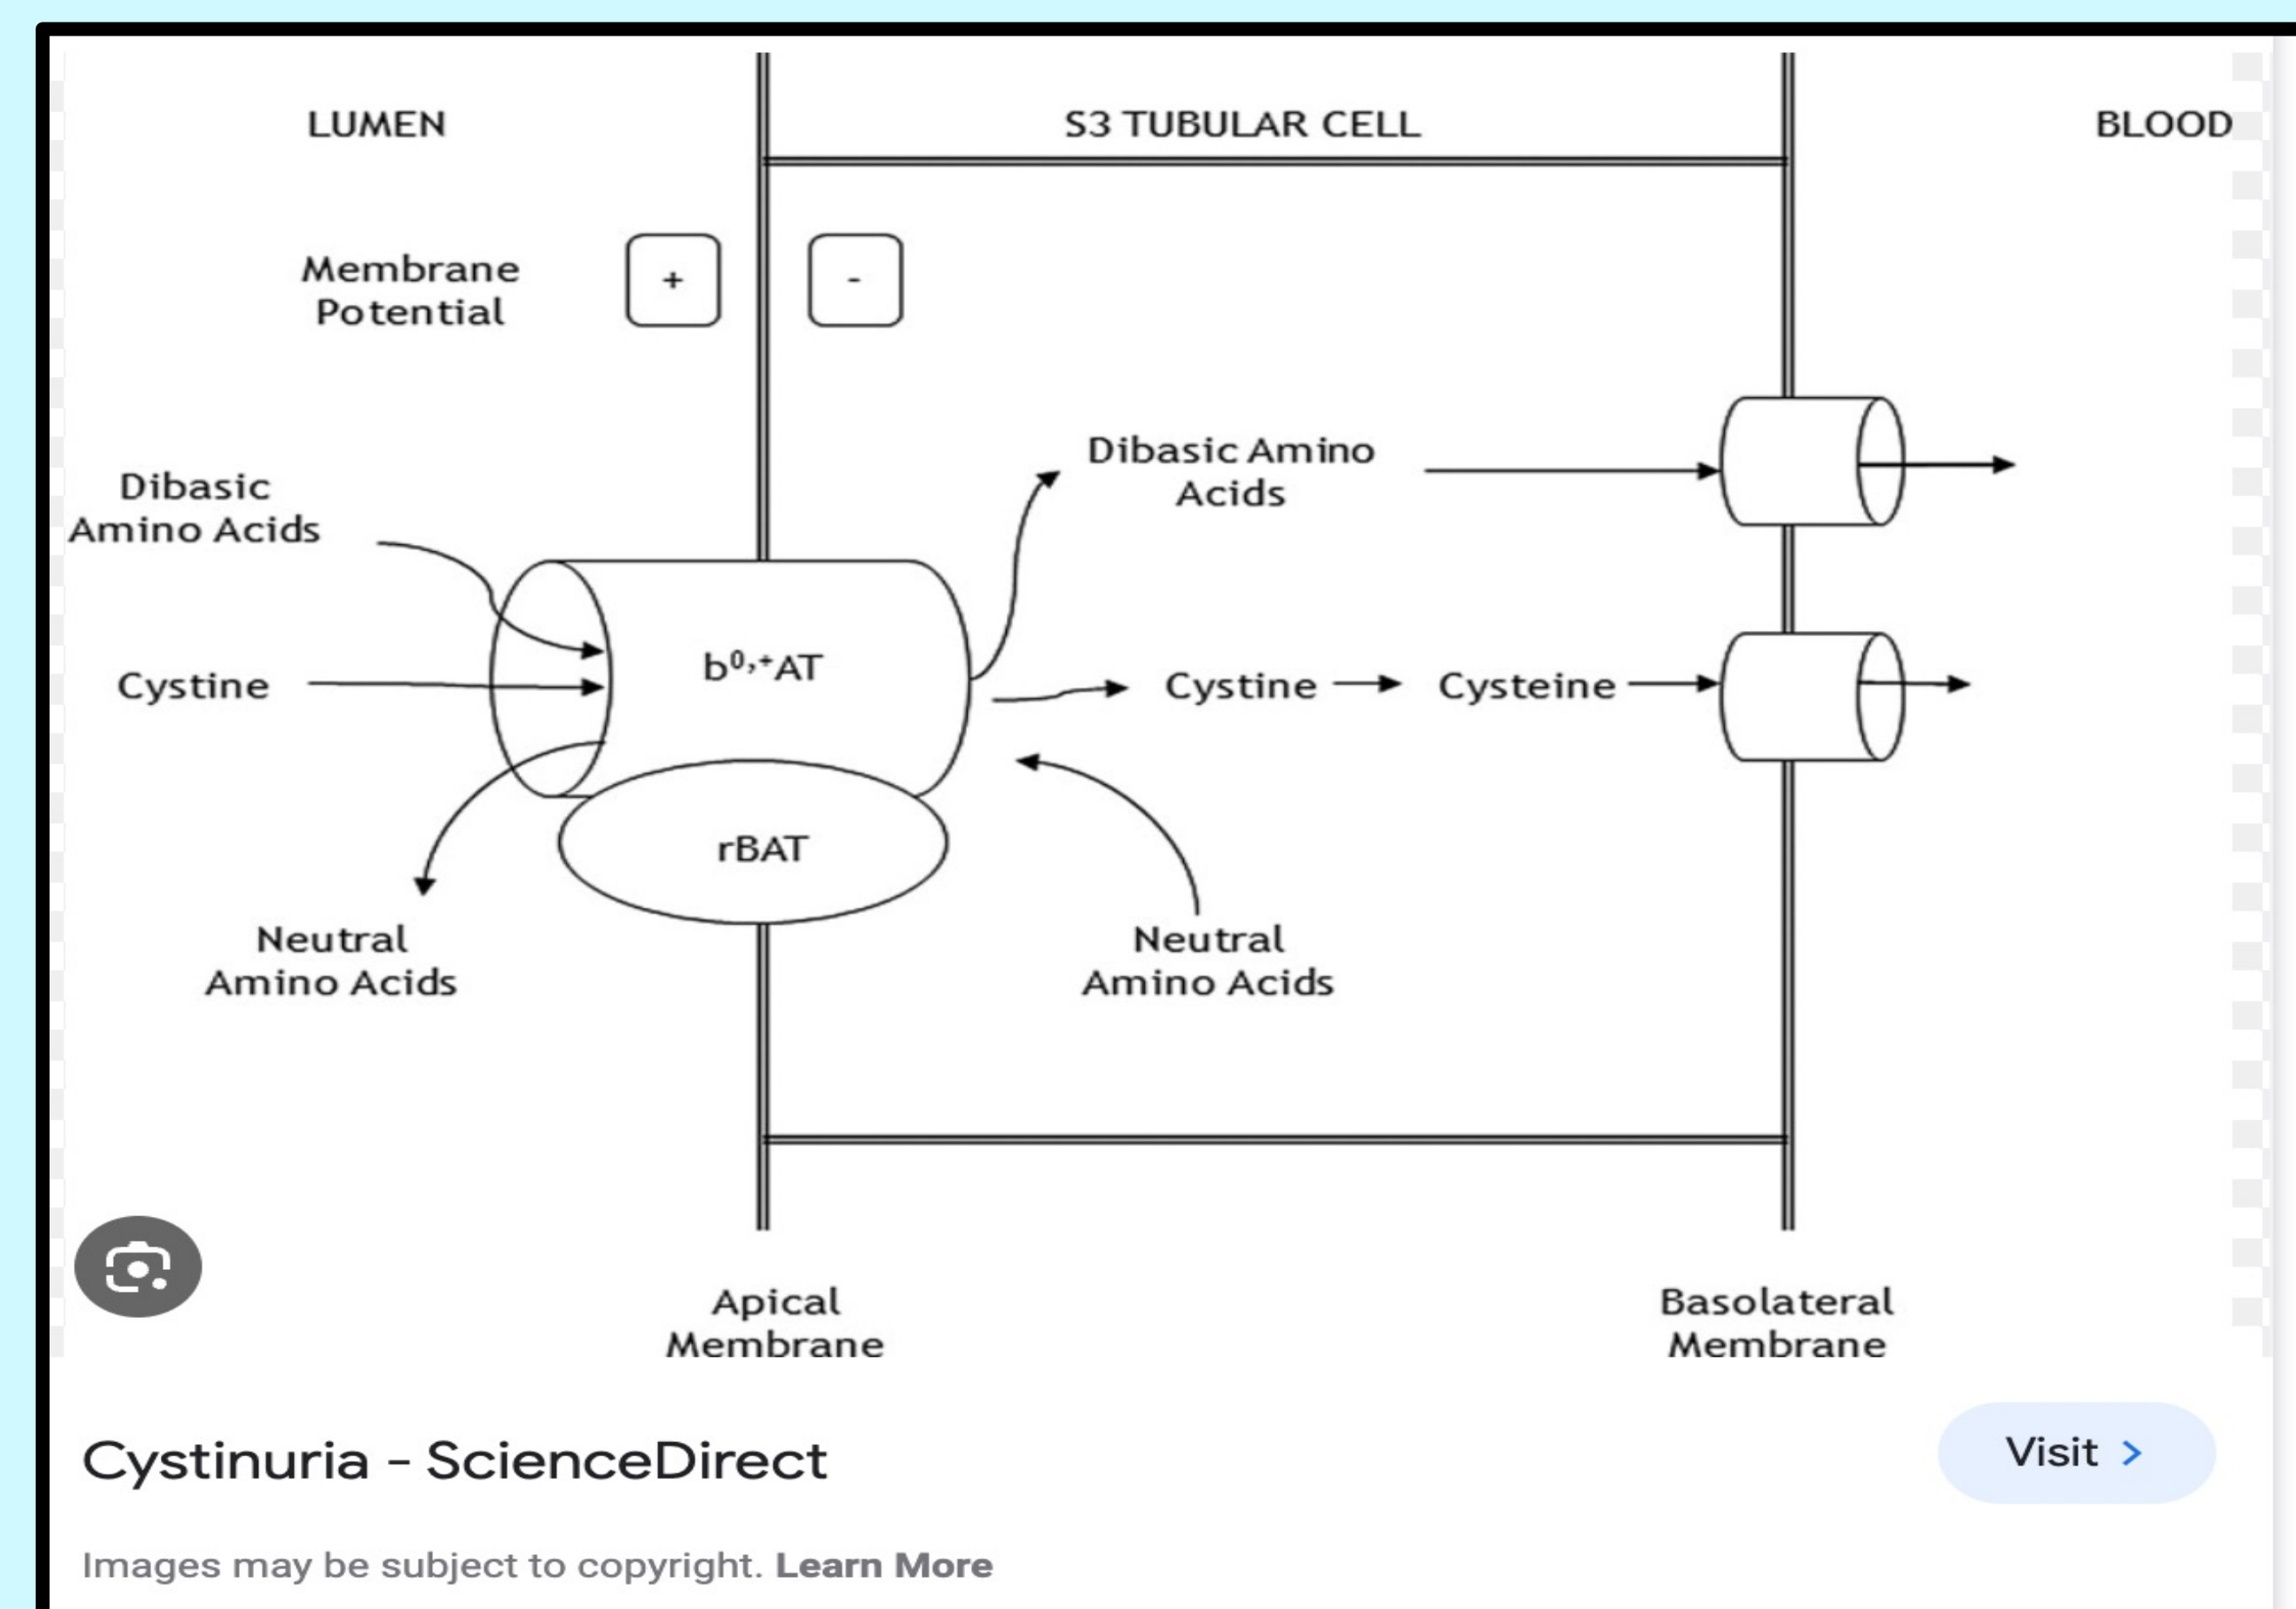 LUMEN
S3 TUBULAR CELL
BLOOD
Membrane
Potential
+
-
Dibasic
Amino Acids
Dibasic Amino
Acids
Cystine
b⁰,⁺AT
Cystine
Cysteine
rBAT
Neutral
Amino Acids
Neutral
Amino Acids
Apical
Membrane
Basolateral
Membrane
Cystinuria - ScienceDirect
Visit >
Images may be subject to copyright. Learn More